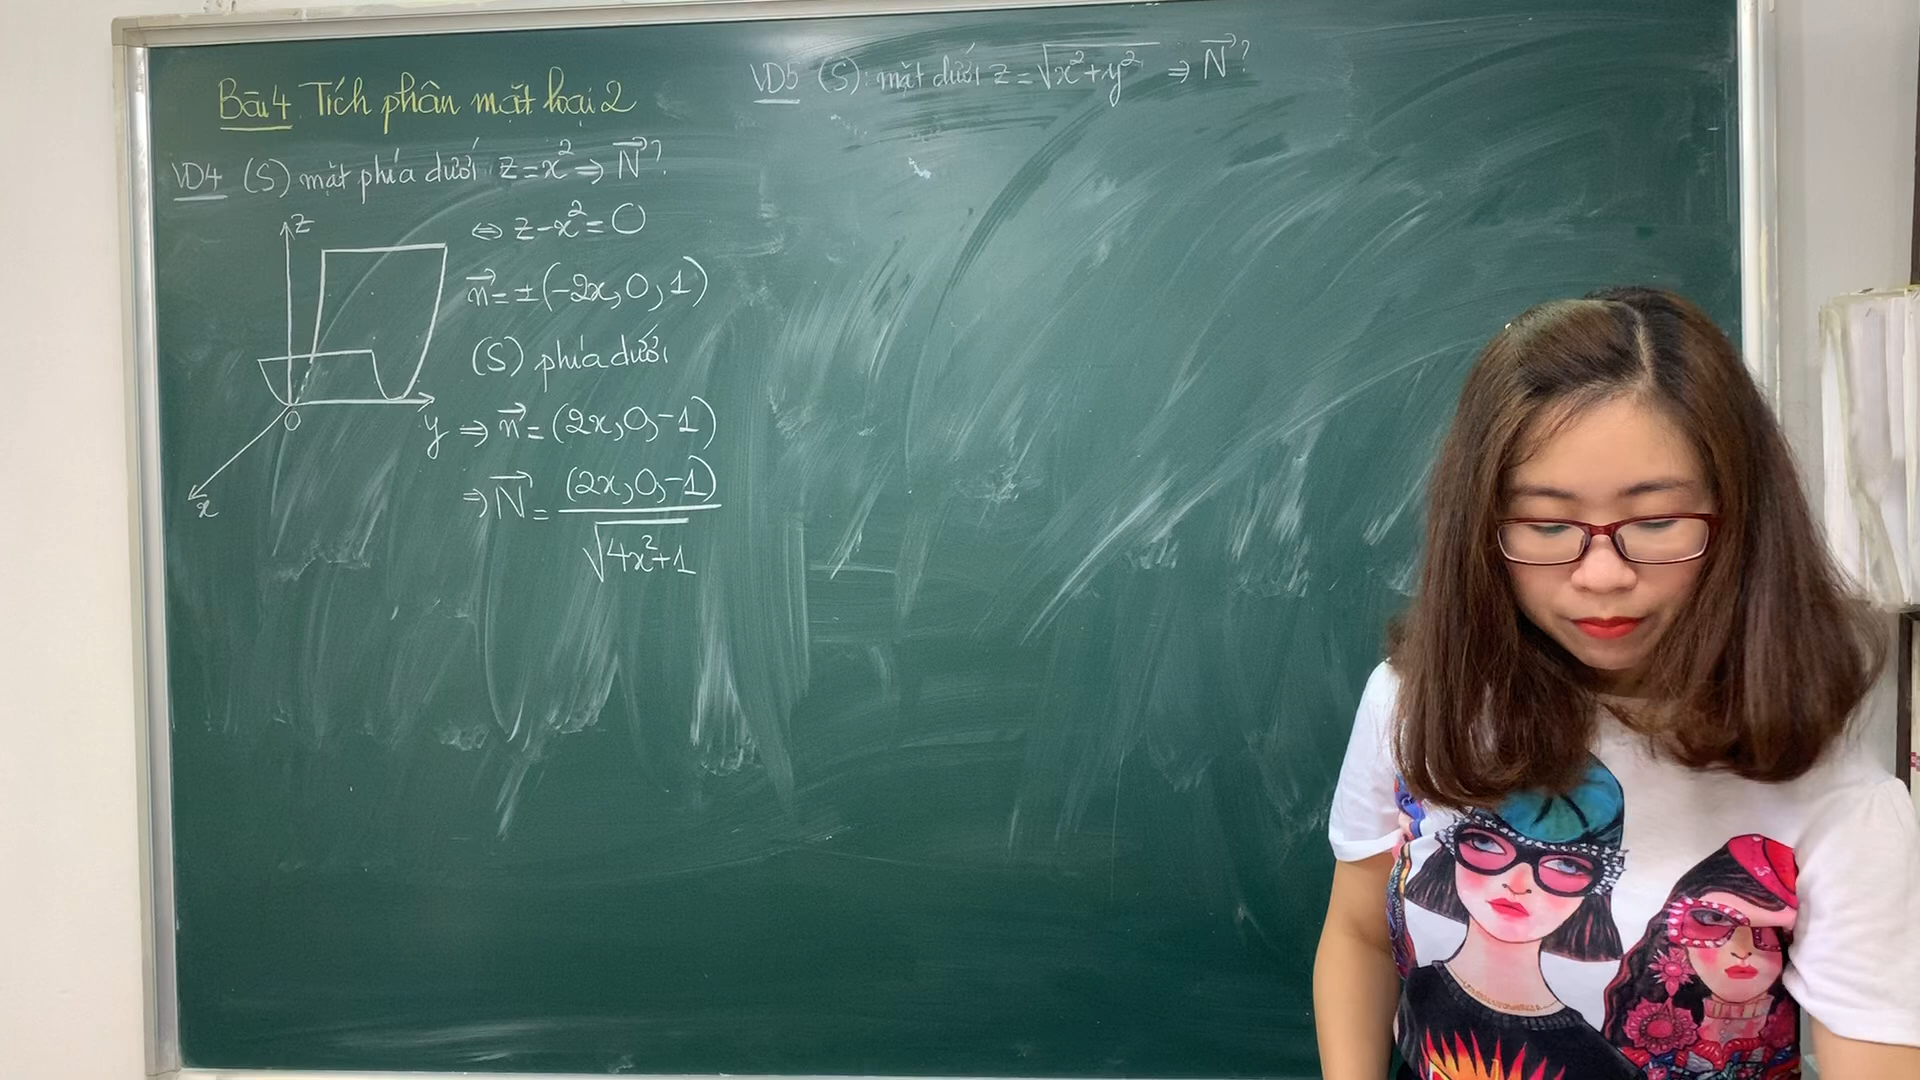 Bài 4 Tích phân mặt loại 2
VD4 (S) mặt phía dưới z = x² ⇒ N⃗ ?
⇔ z - x² = 0
n⃗ = ± (-2x, 0, 1)
(S) phía dưới
⇒ n⃗ = (2x, 0, -1)
⇒ N⃗ = (2x, 0, -1) / √(4x² + 1)
z
O
y
x
VD5 (S): mặt dưới z = √(x² + y²) ⇒ N⃗ ?